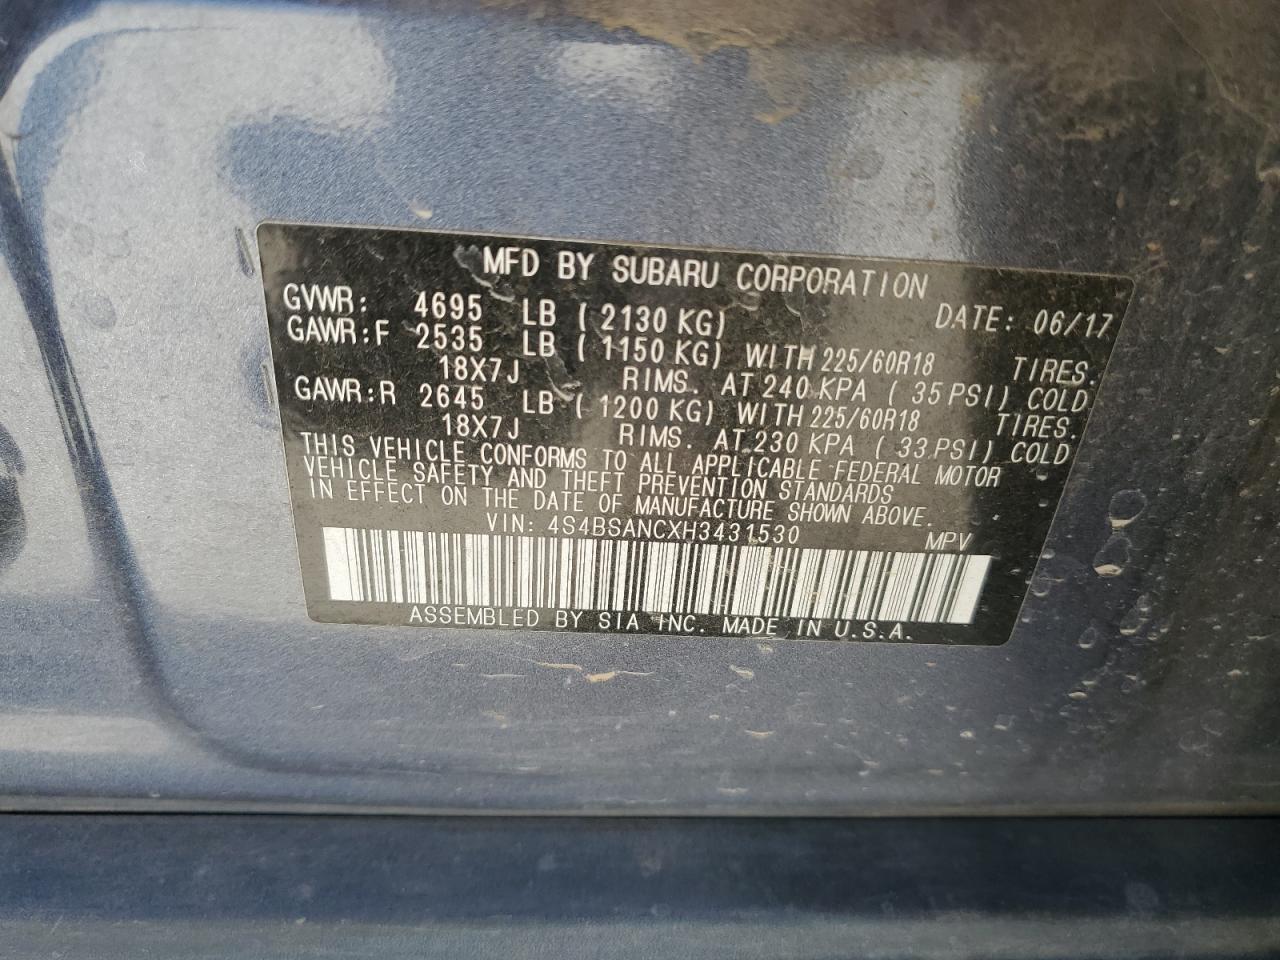 MFD BY SUBARU CORPORATION
GVWR: 4695 LB ( 2130 KG) DATE: 06/17
GAWR:F 2535 LB ( 1150 KG) WITH 225/60R18 TIRES.
18X7J RIMS. AT 240 KPA ( 35 PSI) COLD
GAWR:R 2645 LB ( 1200 KG) WITH 225/60R18 TIRES.
18X7J RIMS. AT 230 KPA ( 33 PSI) COLD
THIS VEHICLE CONFORMS TO ALL APPLICABLE FEDERAL MOTOR
VEHICLE SAFETY AND THEFT PREVENTION STANDARDS
IN EFFECT ON THE DATE OF MANUFACTURE SHOWN ABOVE.
VIN: 4S4BSANCXH3431530 MPV
ASSEMBLED BY SIA INC. MADE IN U.S.A.